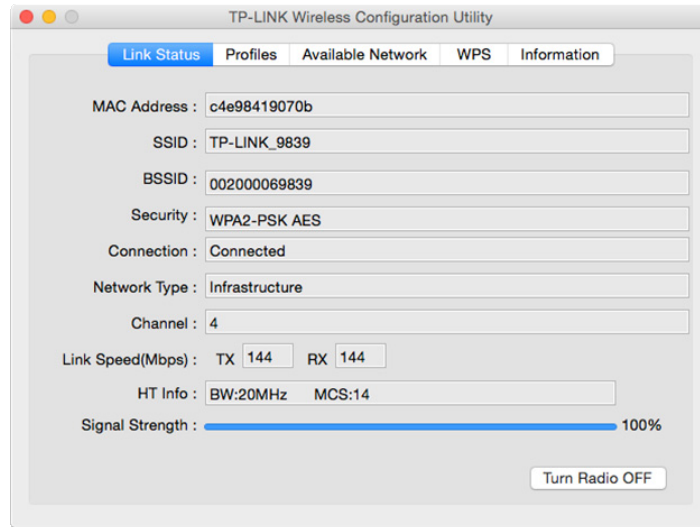 TP-LINK Wireless Configuration Utility
Link Status Profiles Available Network WPS Information
MAC Address : c4e98419070b
SSID : TP-LINK_9839
BSSID : 002000069839
Security : WPA2-PSK AES
Connection : Connected
Network Type : Infrastructure
Channel : 4
Link Speed(Mbps) : TX 144 RX 144
HT Info : BW:20MHz MCS:14
Signal Strength : 100%
Turn Radio OFF